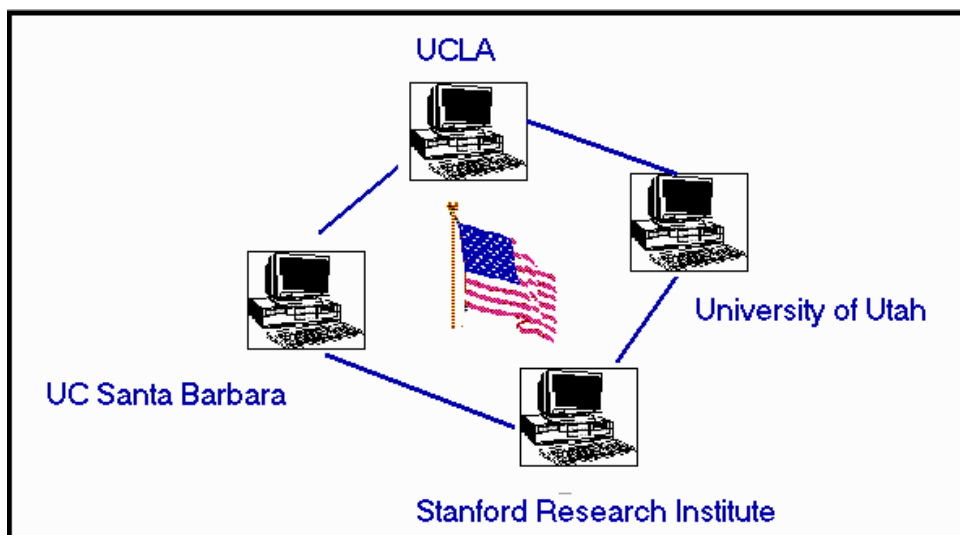 UCLA
University of Utah
UC Santa Barbara
Stanford Research Institute